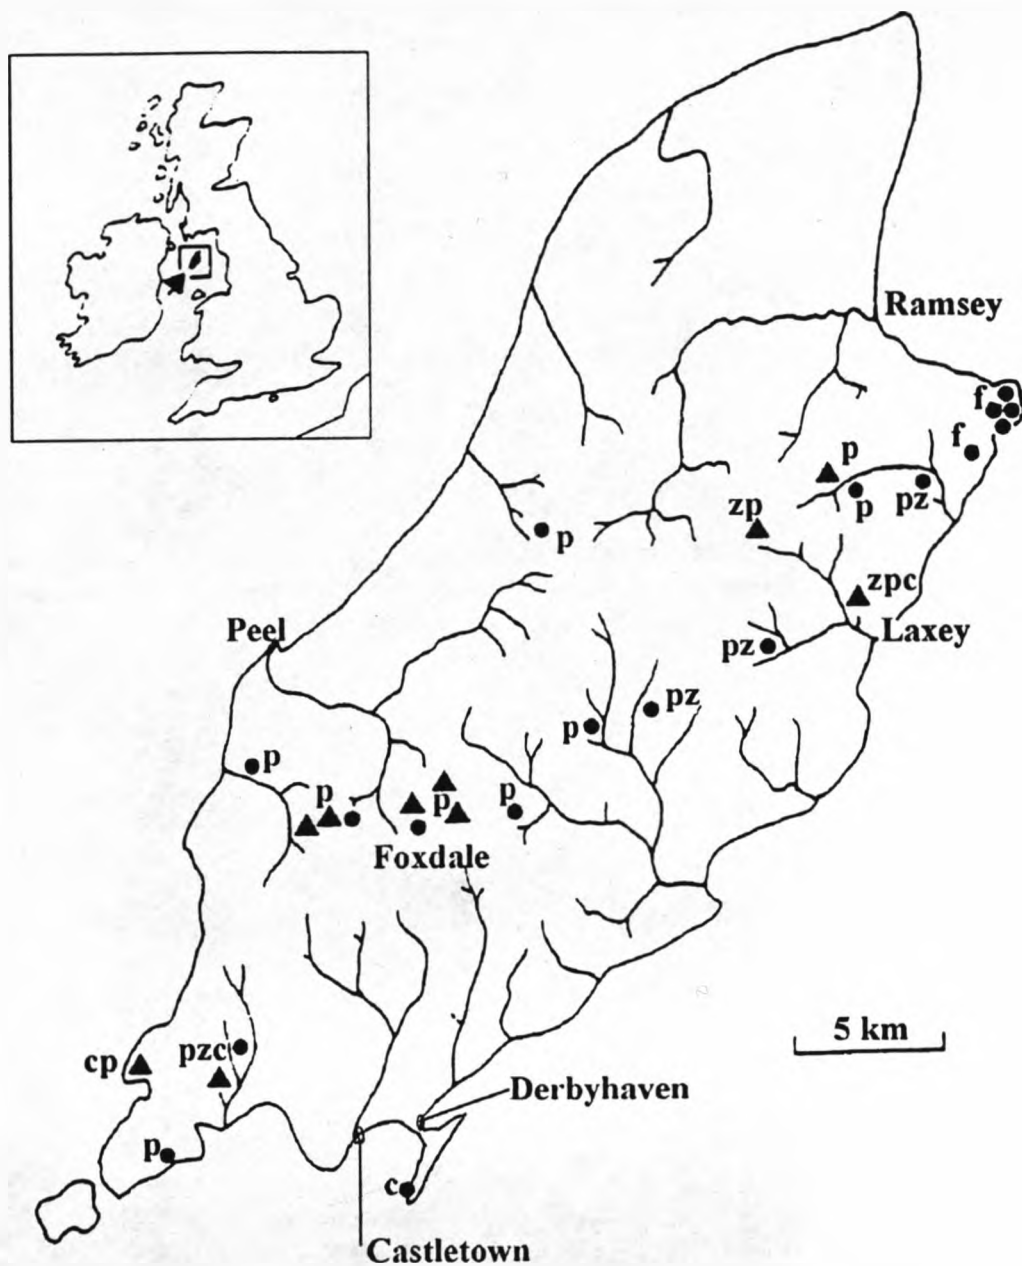 Ramsey
f
f
p
p
pz
zp
p
zpc
Peel
Laxey
pz
pz
p
p
p
p
p
Foxdale
5 km
cp
pzc
Derbyhaven
p
c
Castletown